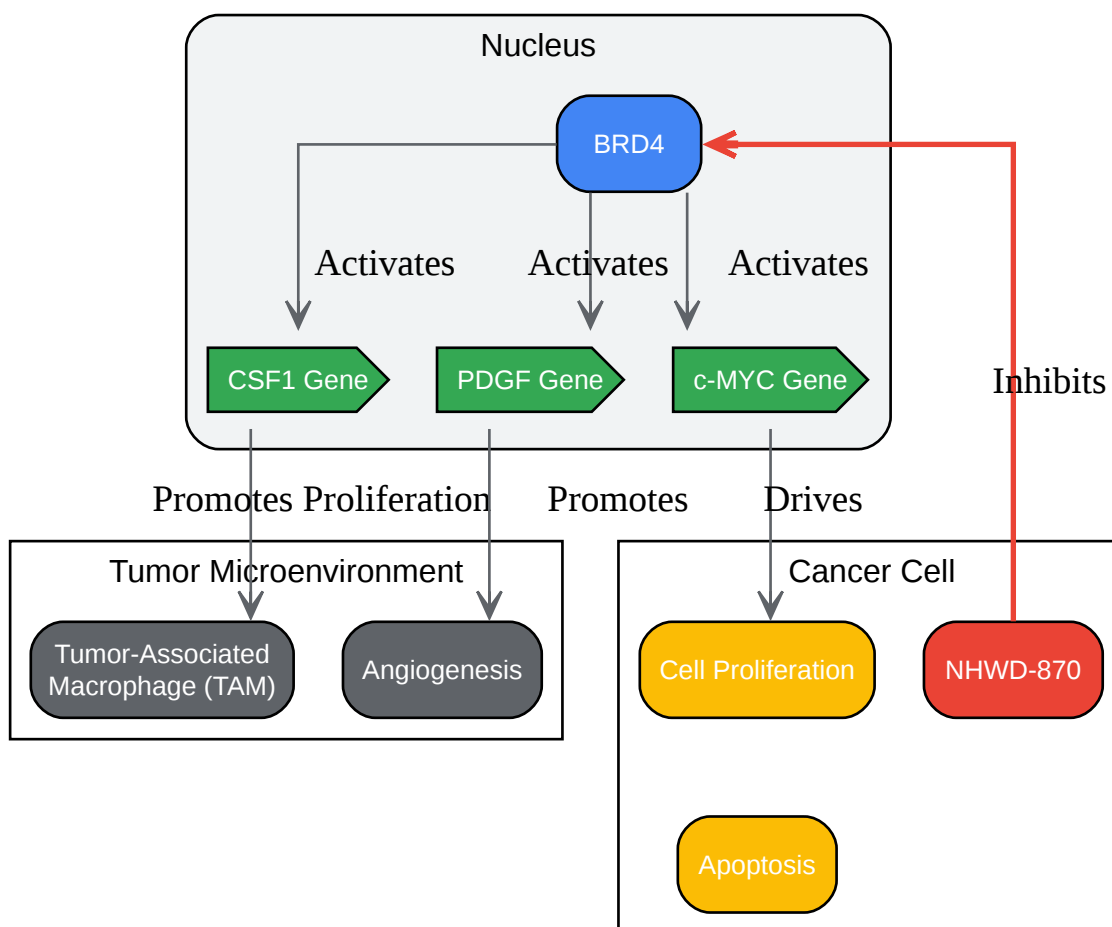 Nucleus
BRD4
Activates
Activates
Activates
CSF1 Gene
PDGF Gene
c-MYC Gene
Inhibits
Promotes Proliferation
Promotes
Drives
Tumor Microenvironment
Cancer Cell
Tumor-Associated
Macrophage (TAM)
Angiogenesis
Cell Proliferation
NHWD-870
Apoptosis